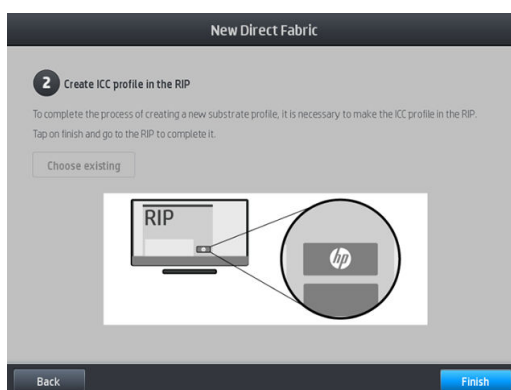 New Direct Fabric
2 Create ICC profile in the RIP
To complete the process of creating a new substrate profile, it is necessary to make the ICC profile in the RIP.
Tap on finish and go to the RIP to complete it.
Choose existing
RIP
hp
Back
Finish